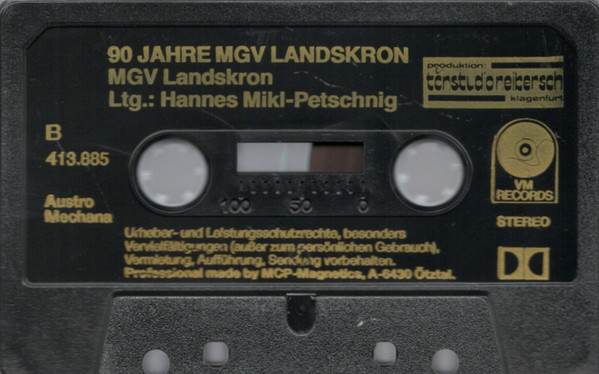 90 JAHRE MGV LANDSKRON
MGV Landskron
Ltg.: Hannes Mikl-Petschnig
produktion:
tonstudio reibersch
klagenfurt
B
413.885
VM
RECORDS
STEREO
Austro
Mechana
100 50 0
Urheber- und Leistungsschutzrechte, besonders
Vervielfältigungen (außer zum persönlichen Gebrauch),
Vermietung, Aufführung, Sendung vorbehalten.
Professional made by MCP-Magnetics, A-6430 Ötztal.